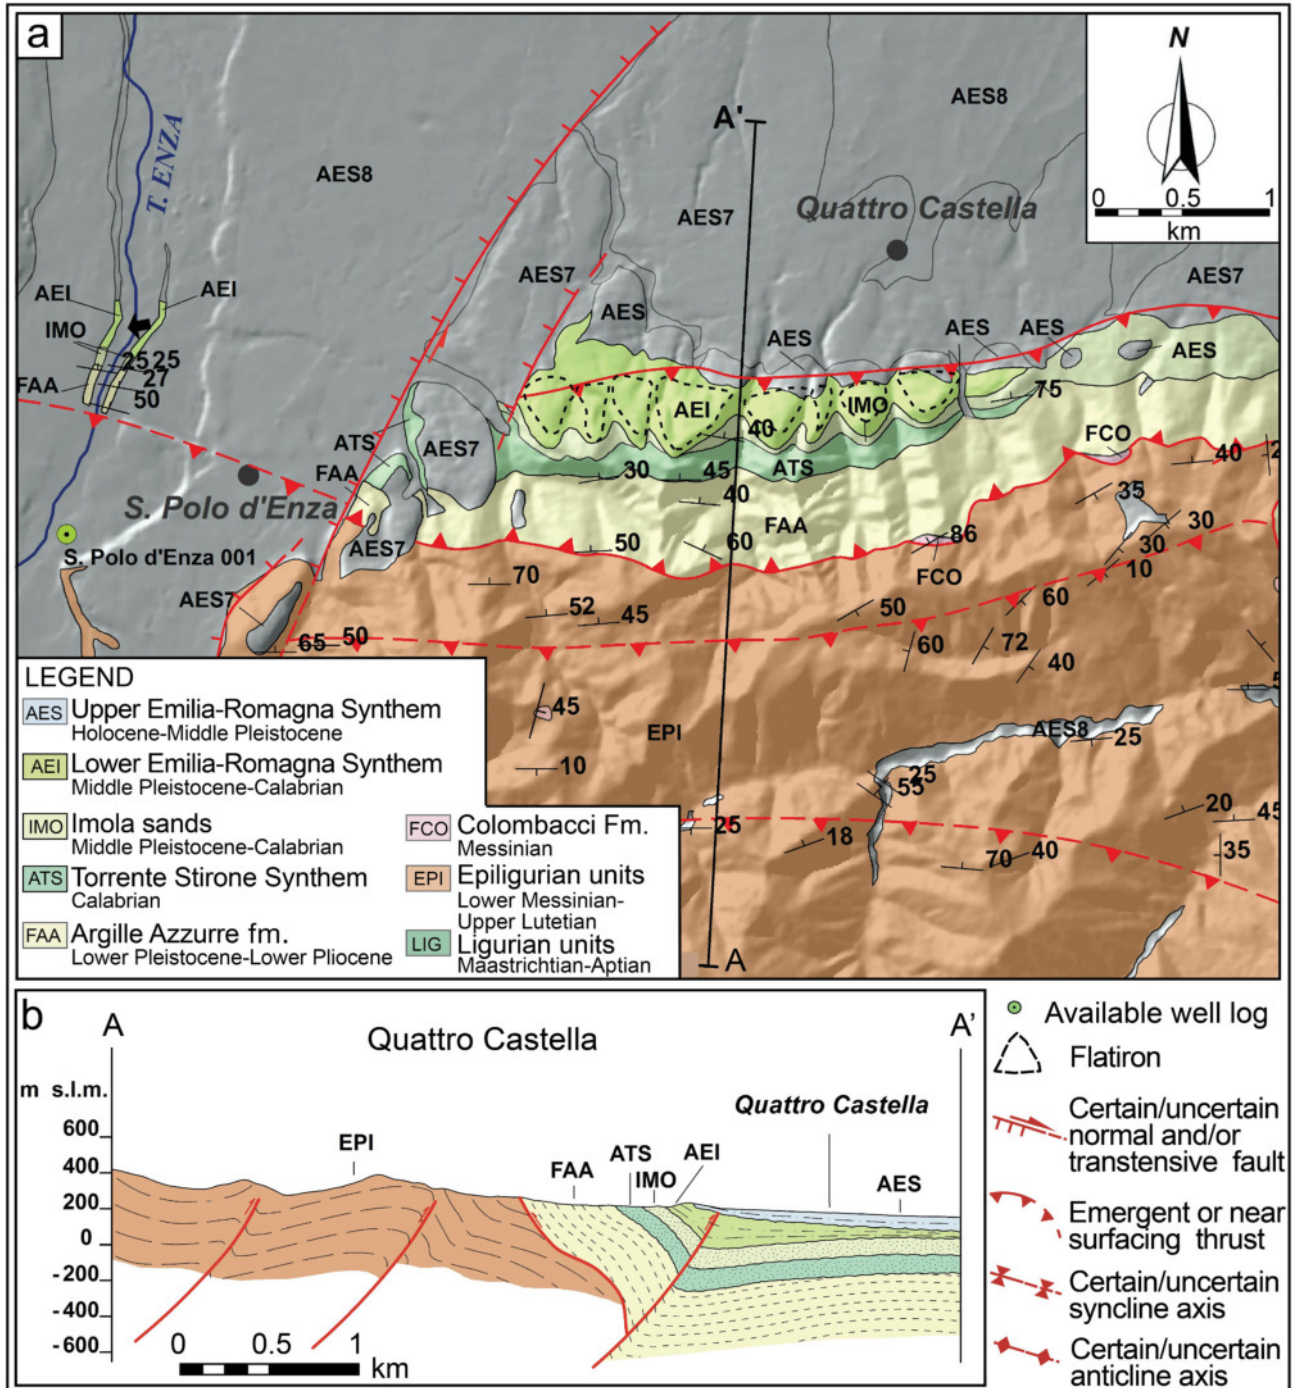 a
N
0 0.5 1
km
A'
AES8
AES8
T. ENZA
AES7
Quattro Castella
AES7
AES7
AEI
AEI
AES
AES
AES
AES
AES
IMO
25 25
27
FAA
50
75
AEI
IMO
40
ATS
AES7
FCO
40
30
45
ATS
FAA
40
35
S. Polo d'Enza
FAA
86
30
S. Polo d'Enza 001
AES7
50
60
30
FCO
10
70
AES7
52
45
50
60
65
50
60
72
40
45
EPI
AES8
25
10
25
55
20
45
25
18
70
40
35
A
LEGEND
AES Upper Emilia-Romagna Synthem
Holocene-Middle Pleistocene
AEI Lower Emilia-Romagna Synthem
Middle Pleistocene-Calabrian
IMO Imola sands
Middle Pleistocene-Calabrian
ATS Torrente Stirone Synthem
Calabrian
FAA Argille Azzurre fm.
Lower Pleistocene-Lower Pliocene
FCO Colombacci Fm.
Messinian
EPI Epiligurian units
Lower Messinian-
Upper Lutetian
LIG Ligurian units
Maastrichtian-Aptian
b
A
Quattro Castella
A'
m s.l.m.
600
400
200
0
-200
-400
-600
EPI
FAA
ATS
IMO
AEI
Quattro Castella
AES
0 0.5 1
km
Available well log
Flatiron
Certain/uncertain
normal and/or
transtensive fault
Emergent or near
surfacing thrust
Certain/uncertain
syncline axis
Certain/uncertain
anticline axis